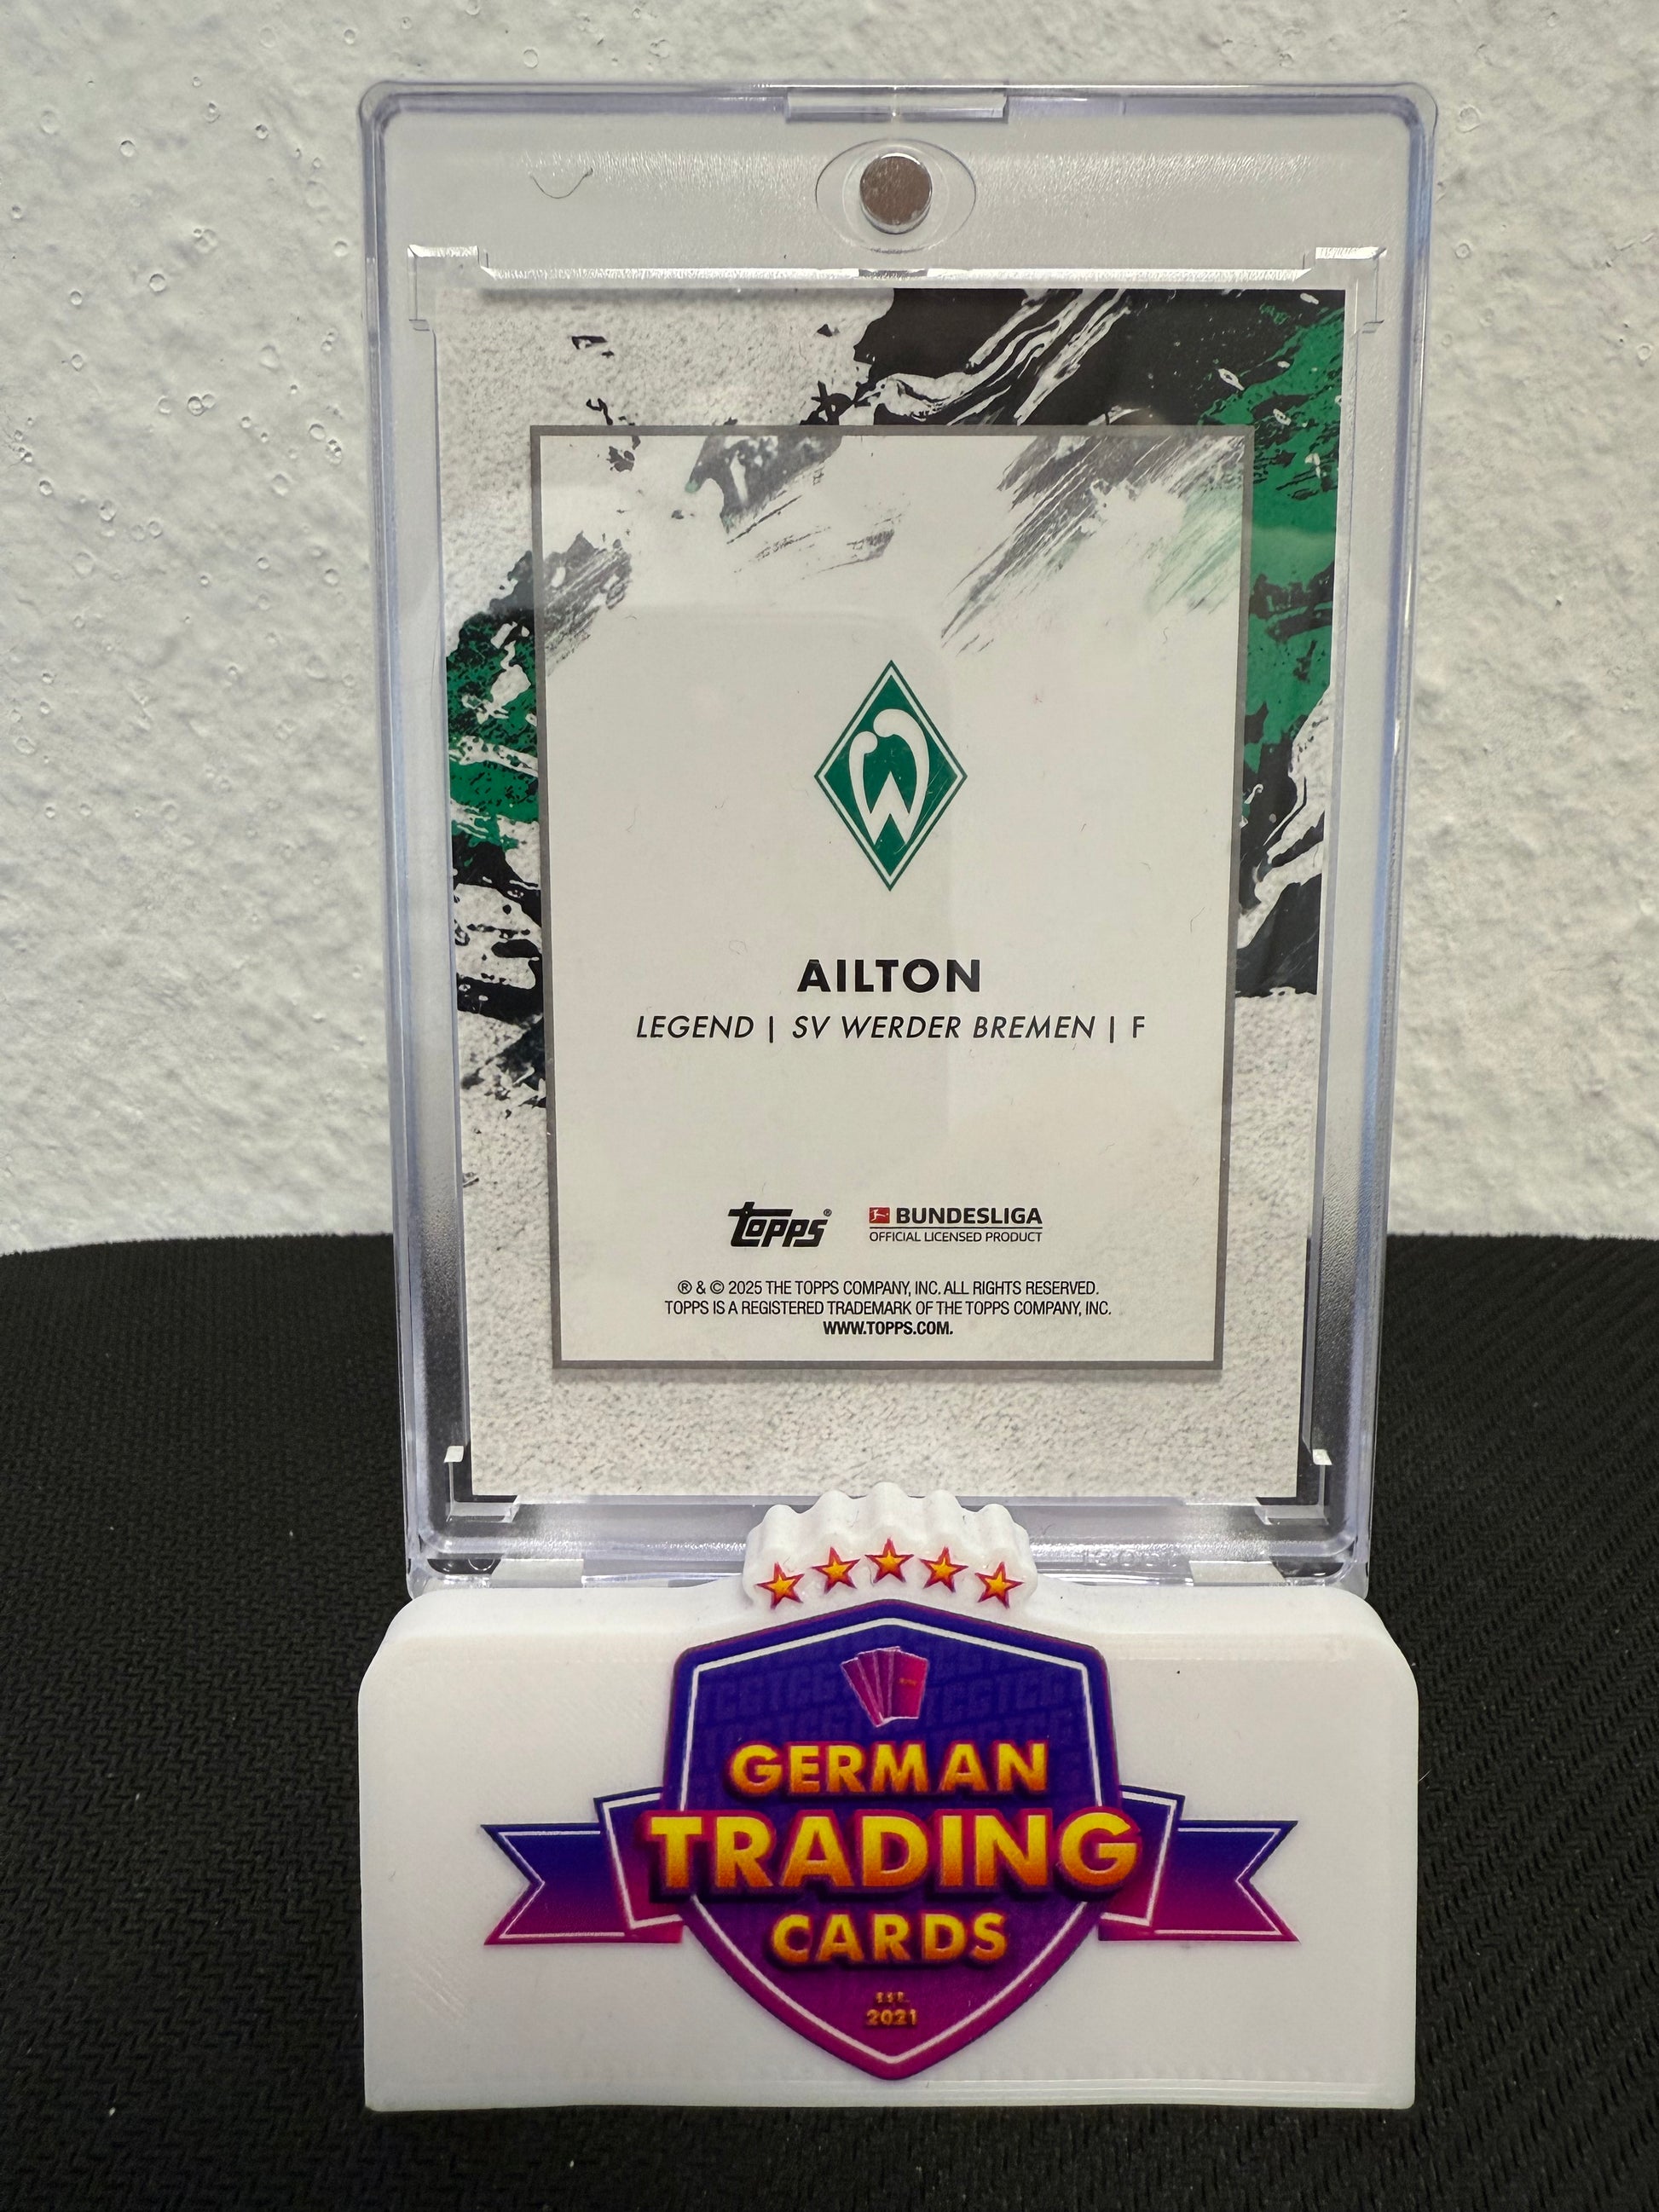 AILTON
LEGEND | SV WERDER BREMEN | F
topps®
BUNDESLIGA
OFFICIAL LICENSED PRODUCT
® & © 2025 THE TOPPS COMPANY, INC. ALL RIGHTS RESERVED.
TOPPS IS A REGISTERED TRADEMARK OF THE TOPPS COMPANY, INC.
WWW.TOPPS.COM.
GERMAN
TRADING
CARDS
EST.
2021